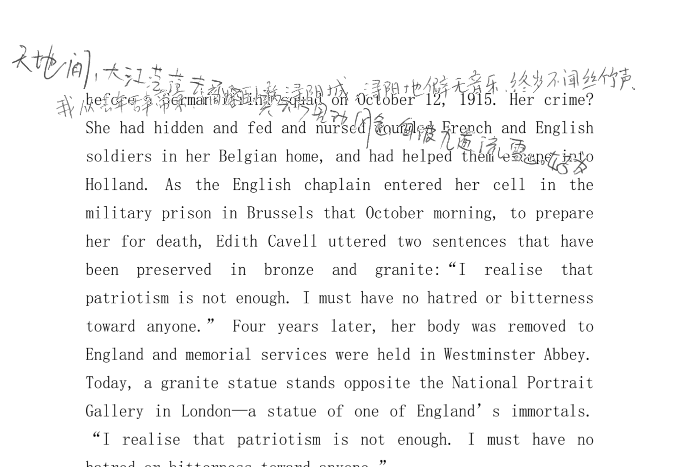 天地间，大江
浔阳地僻无音乐，终岁不闻丝竹声
我从去年辞
before a German firing squad on October 12, 1915. Her crime?
She had hidden and fed and nursed wounded French and English
soldiers in her Belgian home, and had helped them escape into
Holland. As the English chaplain entered her cell in the
military prison in Brussels that October morning, to prepare
her for death, Edith Cavell uttered two sentences that have
been preserved in bronze and granite:“I realise that
patriotism is not enough. I must have no hatred or bitterness
toward anyone.” Four years later, her body was removed to
England and memorial services were held in Westminster Abbey.
Today, a granite statue stands opposite the National Portrait
Gallery in London—a statue of one of England’s immortals.
“I realise that patriotism is not enough. I must have no
hatred or bitterness toward anyone.”